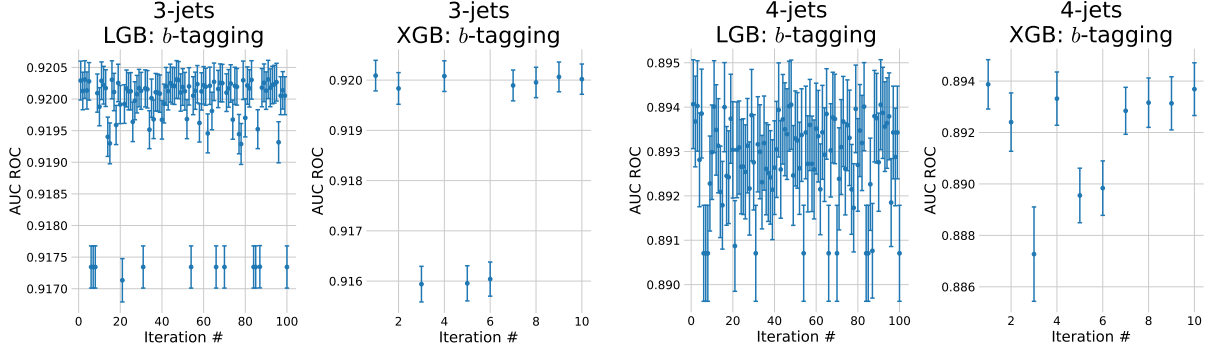 3-jets
LGB: b-tagging
AUC ROC
0.9205
0.9200
0.9195
0.9190
0.9185
0.9180
0.9175
0.9170
0 20 40 60 80 100
Iteration #
3-jets
XGB: b-tagging
AUC ROC
0.920
0.919
0.918
0.917
0.916
2 4 6 8 10
Iteration #
4-jets
LGB: b-tagging
AUC ROC
0.895
0.894
0.893
0.892
0.891
0.890
0 20 40 60 80 100
Iteration #
4-jets
XGB: b-tagging
AUC ROC
0.894
0.892
0.890
0.888
0.886
2 4 6 8 10
Iteration #